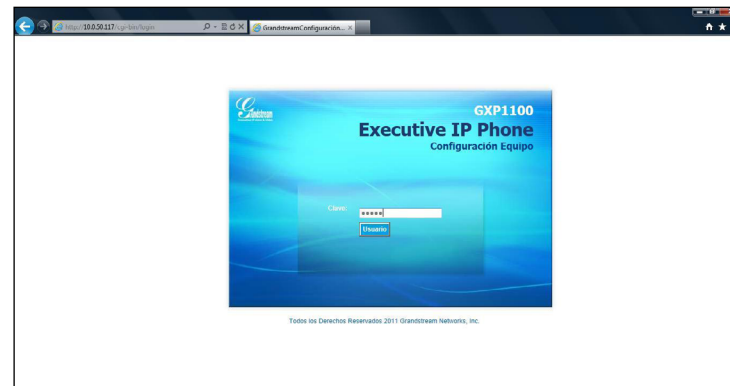 http://10.0.50.117/cgi-bin/login
GrandstreamConfiguración...
Grandstream
GXP1100
Executive IP Phone
Configuración Equipo
Clave:
Usuario
Todos los Derechos Reservados 2011 Grandstream Networks, Inc.